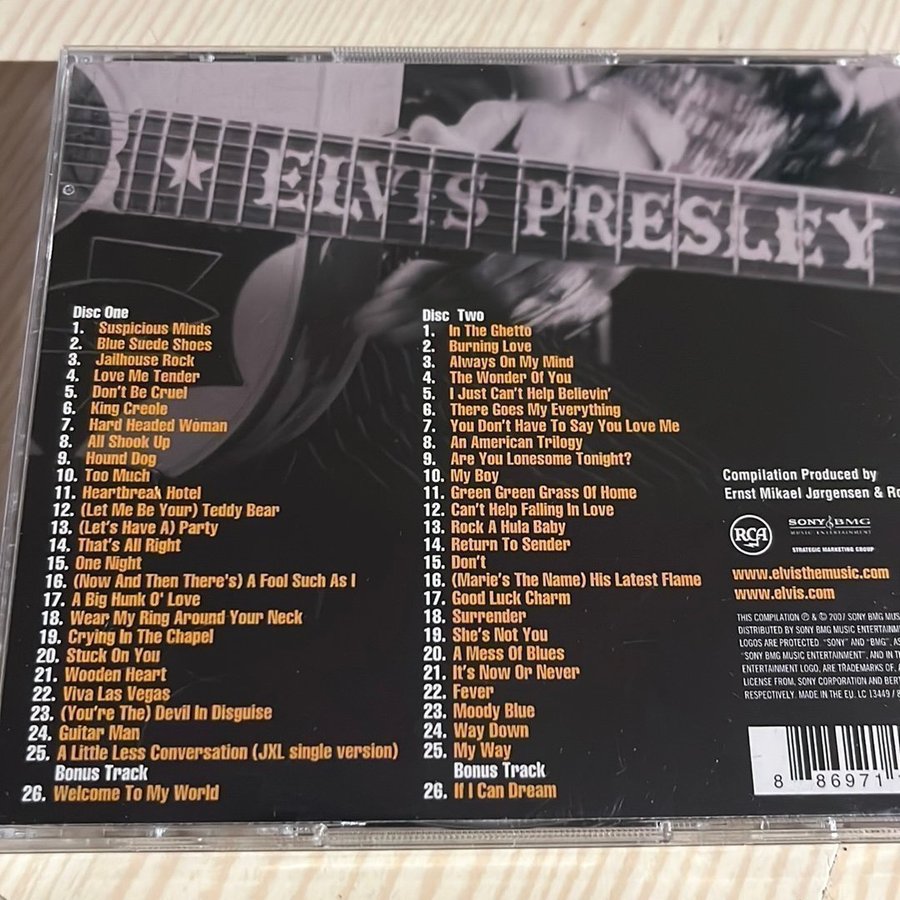 ELVIS PRESLEY
Disc One
1. Suspicious Minds
2. Blue Suede Shoes
3. Jailhouse Rock
4. Love Me Tender
5. Don't Be Cruel
6. King Creole
7. Hard Headed Woman
8. All Shook Up
9. Hound Dog
10. Too Much
11. Heartbreak Hotel
12. (Let Me Be Your) Teddy Bear
13. (Let's Have A) Party
14. That's All Right
15. One Night
16. (Now And Then There's) A Fool Such As I
17. A Big Hunk O' Love
18. Wear My Ring Around Your Neck
19. Crying In The Chapel
20. Stuck On You
21. Wooden Heart
22. Viva Las Vegas
23. (You're The) Devil In Disguise
24. Guitar Man
25. A Little Less Conversation (JXL single version)
Bonus Track
26. Welcome To My World
Disc Two
1. In The Ghetto
2. Burning Love
3. Always On My Mind
4. The Wonder Of You
5. I Just Can't Help Believin'
6. There Goes My Everything
7. You Don't Have To Say You Love Me
8. An American Trilogy
9. Are You Lonesome Tonight?
10. My Boy
11. Green Green Grass Of Home
12. Can't Help Falling In Love
13. Rock A Hula Baby
14. Return To Sender
15. Don't
16. (Marie's The Name) His Latest Flame
17. Good Luck Charm
18. Surrender
19. She's Not You
20. A Mess Of Blues
21. It's Now Or Never
22. Fever
23. Moody Blue
24. Way Down
25. My Way
Bonus Track
26. If I Can Dream
Compilation Produced by
Ernst Mikael Jørgensen & Ro
RCA
SONY BMG
MUSIC ENTERTAINMENT
STRATEGIC MARKETING GROUP
www.elvisthemusic.com
www.elvis.com
THIS COMPILATION ℗ & © 2007 SONY BMG MUS
DISTRIBUTED BY SONY BMG MUSIC ENTERTAINM
LOGOS ARE PROTECTED. "SONY" AND "BMG", AS
"SONY BMG MUSIC ENTERTAINMENT", AND IN TH
ENTERTAINMENT LOGO, ARE TRADEMARKS OF, A
LICENSE FROM, SONY CORPORATION AND BER
RESPECTIVELY. MADE IN THE EU. LC 13449 / 8
8 86971